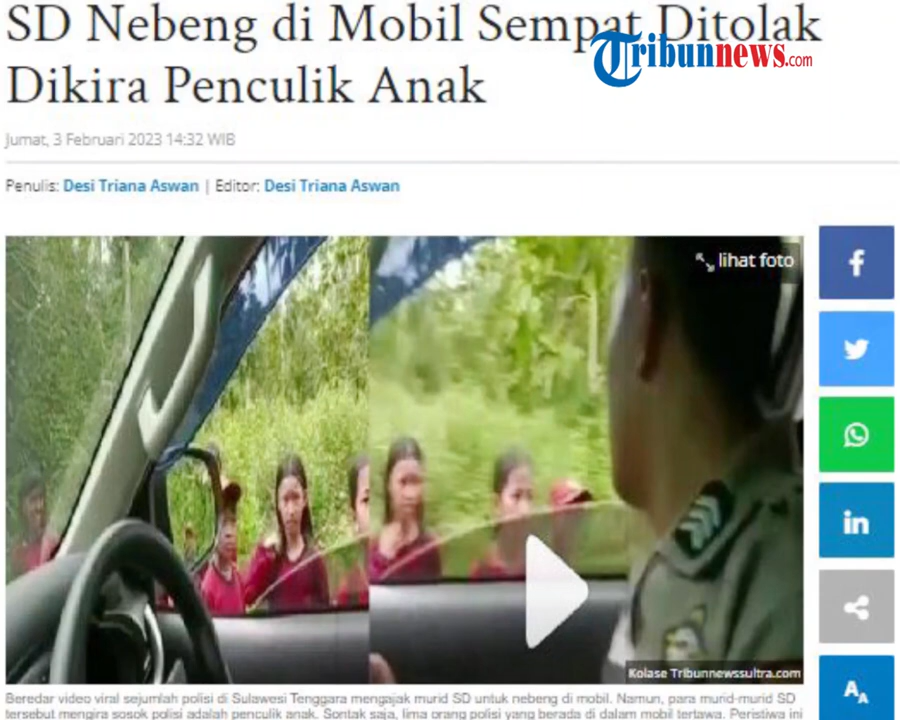 SD Nebeng di Mobil Sempat Ditolak
Tribunnews.com
Dikira Penculik Anak
Jumat, 3 Februari 2023 14:32 WIB
Penulis: Desi Triana Aswan | Editor: Desi Triana Aswan
lihat foto
Kolase Tribunnewssultra.com
Beredar video viral sejumlah polisi di Sulawesi Tenggara mengajak murid SD untuk nebeng di mobil. Namun, para murid-murid SD
tersebut mengira sosok polisi adalah penculik anak. Sontak saja, lima orang polisi yang berada di dalam mobil tertawa. Peristiwa ini